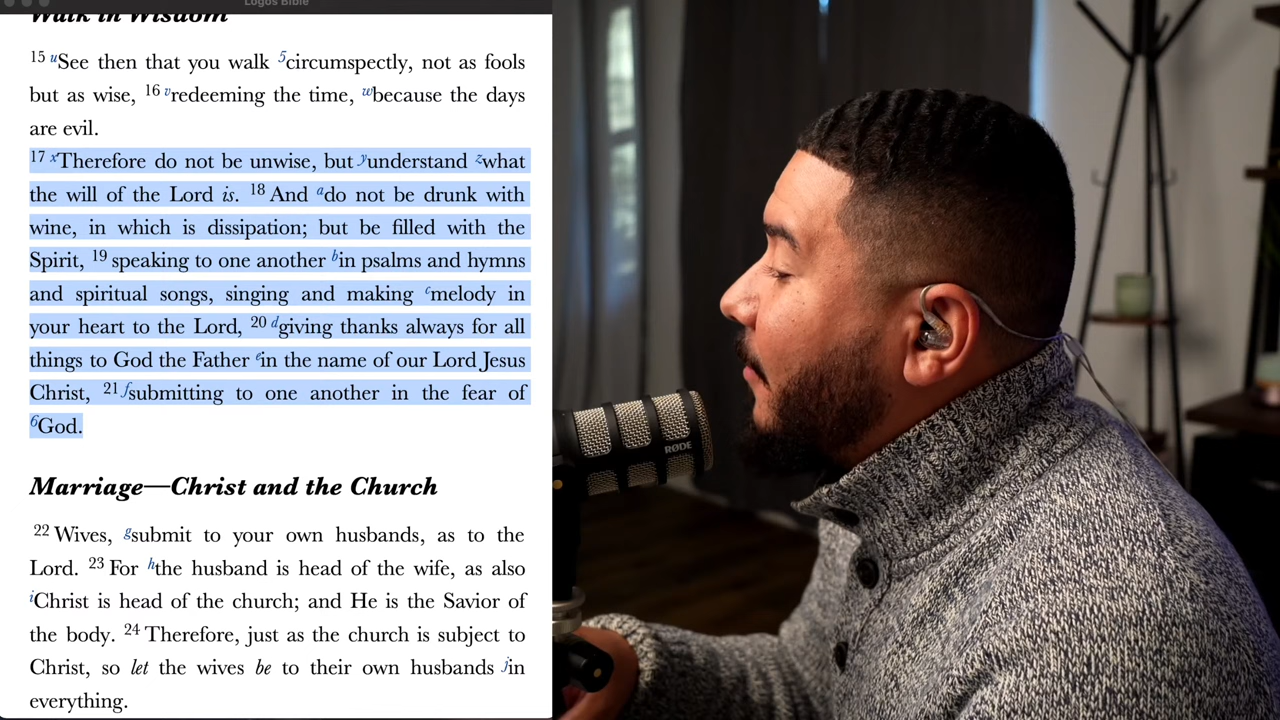 Logos Bible
Walk in Wisdom
15 uSee then that you walk 5circumspectly, not as fools
but as wise, 16 vredeeming the time, wbecause the days
are evil.
17 xTherefore do not be unwise, but yunderstand zwhat
the will of the Lord is. 18 And ado not be drunk with
wine, in which is dissipation; but be filled with the
Spirit, 19 speaking to one another bin psalms and hymns
and spiritual songs, singing and making cmelody in
your heart to the Lord, 20 dgiving thanks always for all
things to God the Father ein the name of our Lord Jesus
Christ, 21 fsubmitting to one another in the fear of
6God.
Marriage—Christ and the Church
22 Wives, gsubmit to your own husbands, as to the
Lord. 23 For hthe husband is head of the wife, as also
iChrist is head of the church; and He is the Savior of
the body. 24 Therefore, just as the church is subject to
Christ, so let the wives be to their own husbands jin
everything.
RØDE